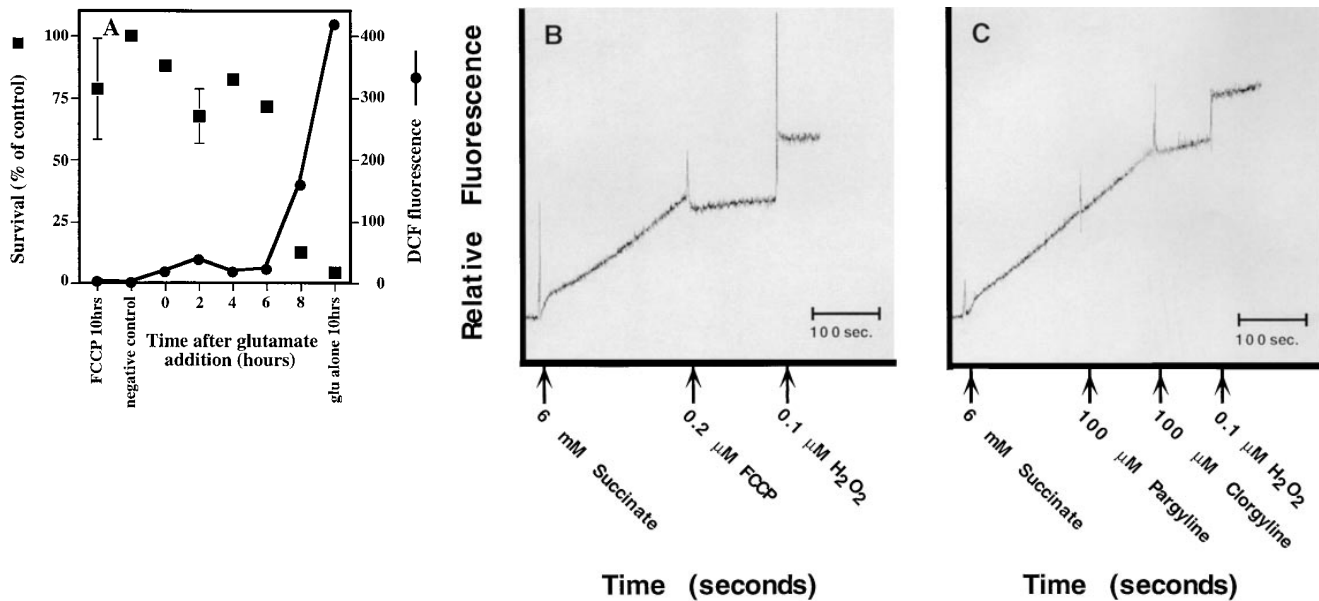 A
Survival (% of control)
100
75
50
25
0
400
300
200
100
0
DCF fluorescence
FCCP 10hrs
negative control
0
2
4
6
8
glu alone 10hrs
Time after glutamate
addition (hours)
B
Relative Fluorescence
100 sec.
6 mM Succinate
0.2 µM FCCP
0.1 µM H2O2
Time (seconds)
C
100 sec.
6 mM Succinate
100 µM Pargyline
100 µM Clorgyline
0.1 µM H2O2
Time (seconds)